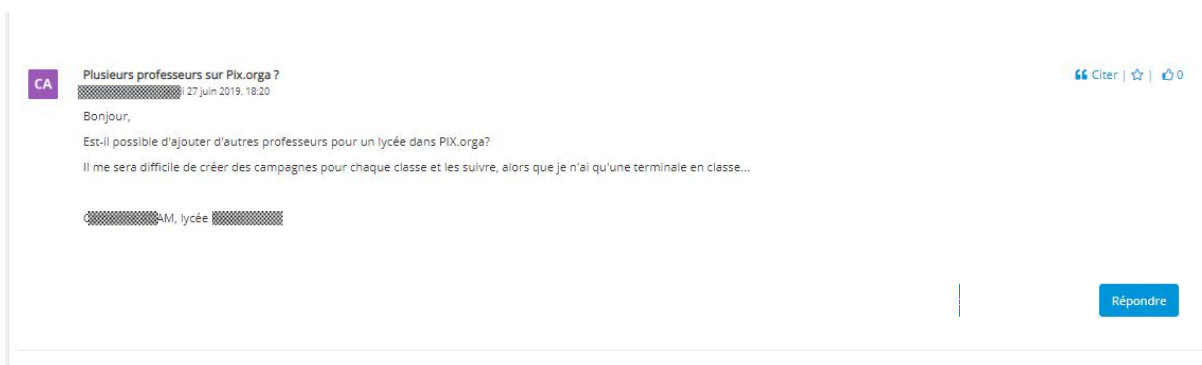 CA
Plusieurs professeurs sur Pix.orga ?
Citer | | 0
27 juin 2019, 18:20
Bonjour,
Est-il possible d'ajouter d'autres professeurs pour un lycée dans PIX.orga?
Il me sera difficile de créer des campagnes pour chaque classe et les suivre, alors que je n'ai qu'une terminale en classe...
AM, lycée
Répondre